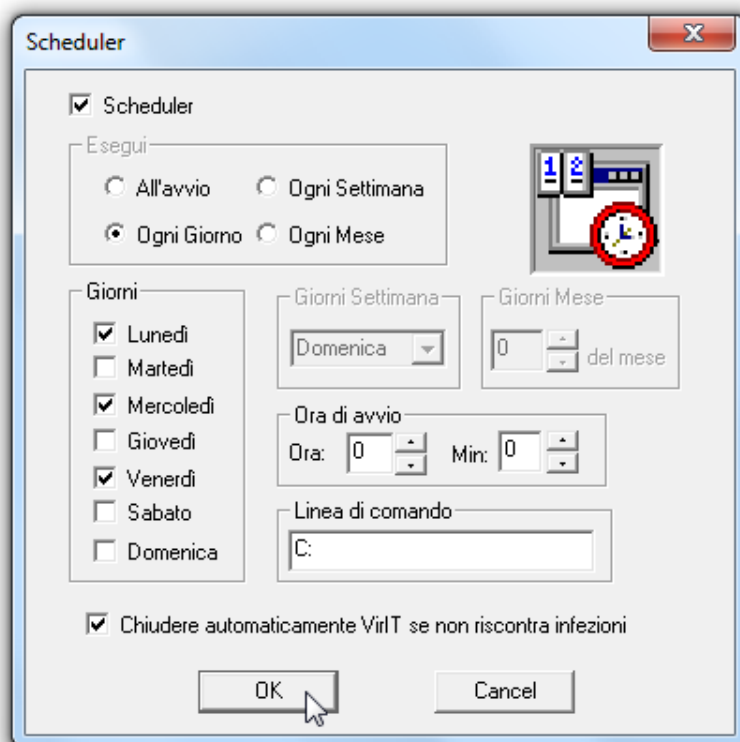 Scheduler
Scheduler
Esegui
All'avvio
Ogni Settimana
Ogni Giorno
Ogni Mese
1 2
Giorni
Lunedì
Martedì
Mercoledì
Giovedì
Venerdì
Sabato
Domenica
Giorni Settimana
Domenica
Giorni Mese
0
del mese
Ora di avvio
Ora: 0 Min: 0
Linea di comando
C:
Chiudere automaticamente VirIT se non riscontra infezioni
OK
Cancel